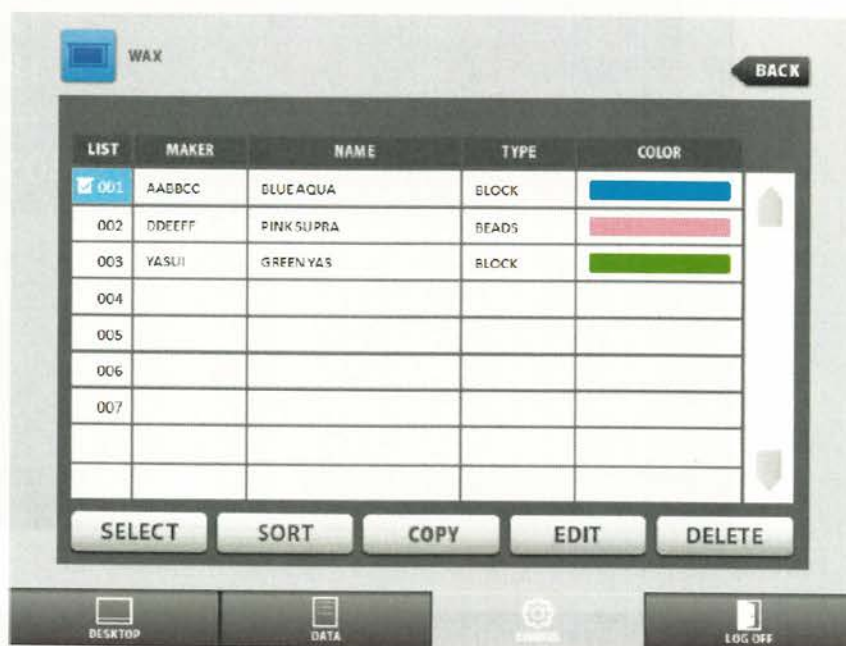 WAX
BACK
LIST MAKER NAME TYPE COLOR
001 AABBCC BLUE AQUA BLOCK
002 DDEEFF PINK SUPRA BEADS
003 YASUI GREEN YAS BLOCK
004
005
006
007
SELECT SORT COPY EDIT DELETE
DESKTOP DATA LOG OFF